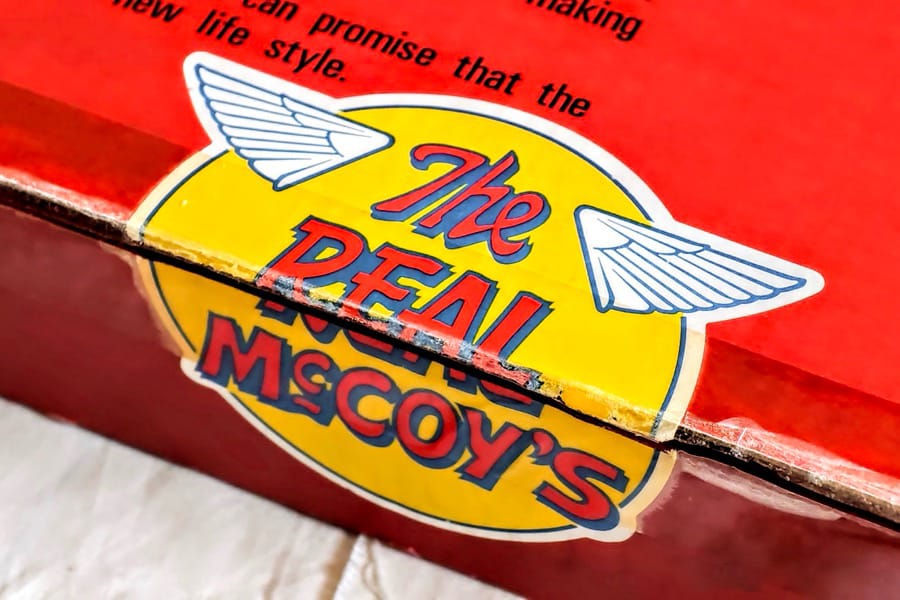 making
can promise that the
new life style.
The
REAL
McCOY'S